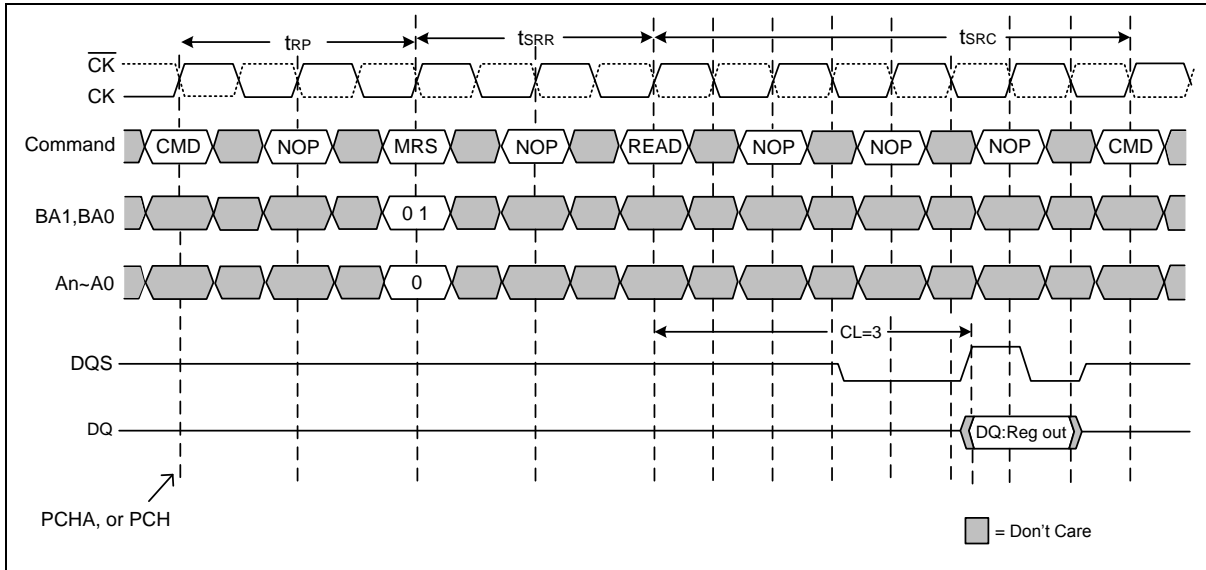 tRP tSRR tSRC
CK
CK
Command CMD NOP MRS NOP READ NOP NOP NOP CMD
BA1,BA0 0 1
An~A0 0
CL=3
DQS
DQ DQ:Reg out
PCHA, or PCH
= Don't Care